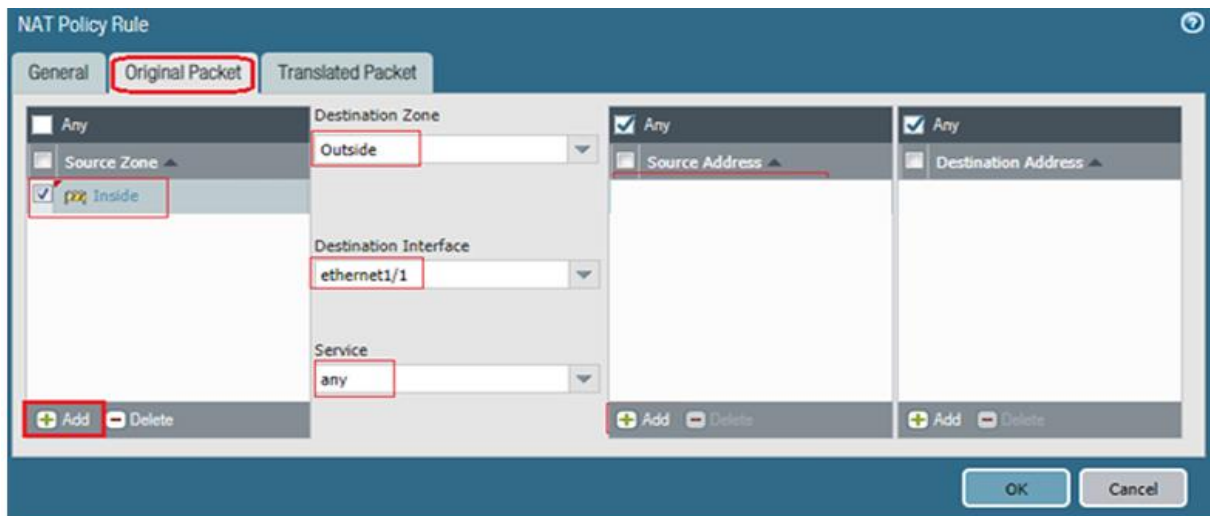 NAT Policy Rule
General
Original Packet
Translated Packet
Any
Source Zone
Inside
Add
Delete
Destination Zone
Outside
Destination Interface
ethernet1/1
Service
any
Any
Source Address
Add
Delete
Any
Destination Address
Add
Delete
OK
Cancel